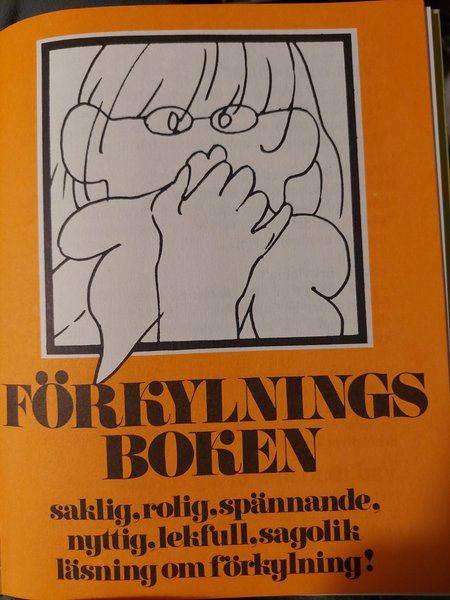 FÖRKYLNINGS
BOKEN
saklig, rolig, spännande,
nyttig, lekfull, sagolik
läsning om förkylning!